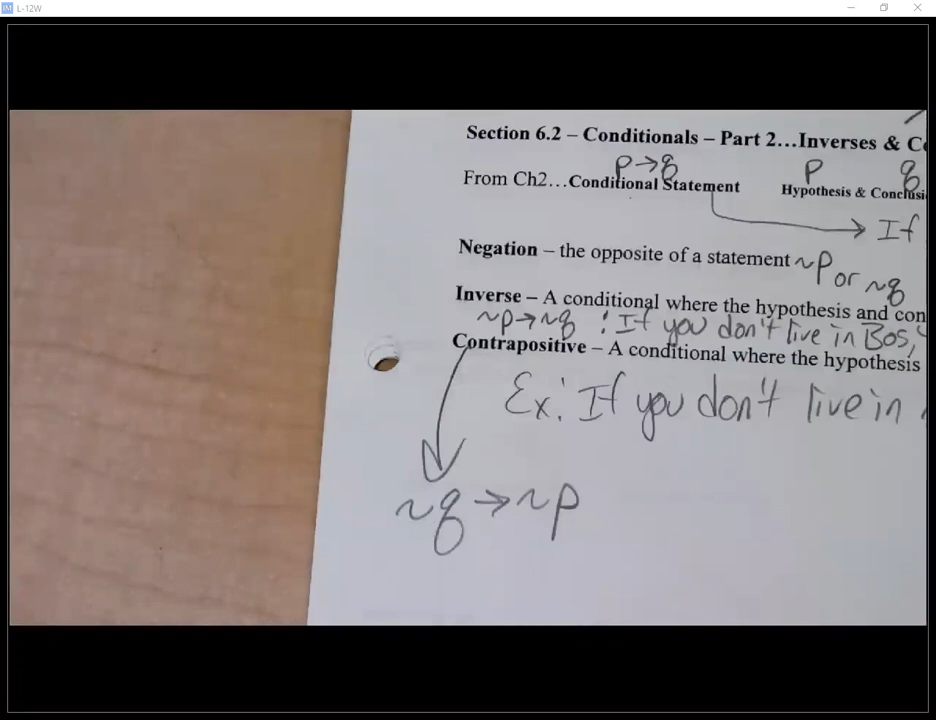 L-12W
Section 6.2 – Conditionals – Part 2…Inverses & C
p → q p q
From Ch2…Conditional Statement Hypothesis & Conclusi
If
Negation – the opposite of a statement ~p or ~q
Inverse – A conditional where the hypothesis and con
~p → ~q : If you don't live in Bos,
Contrapositive – A conditional where the hypothesis
Ex: If you don't live in
~q → ~p